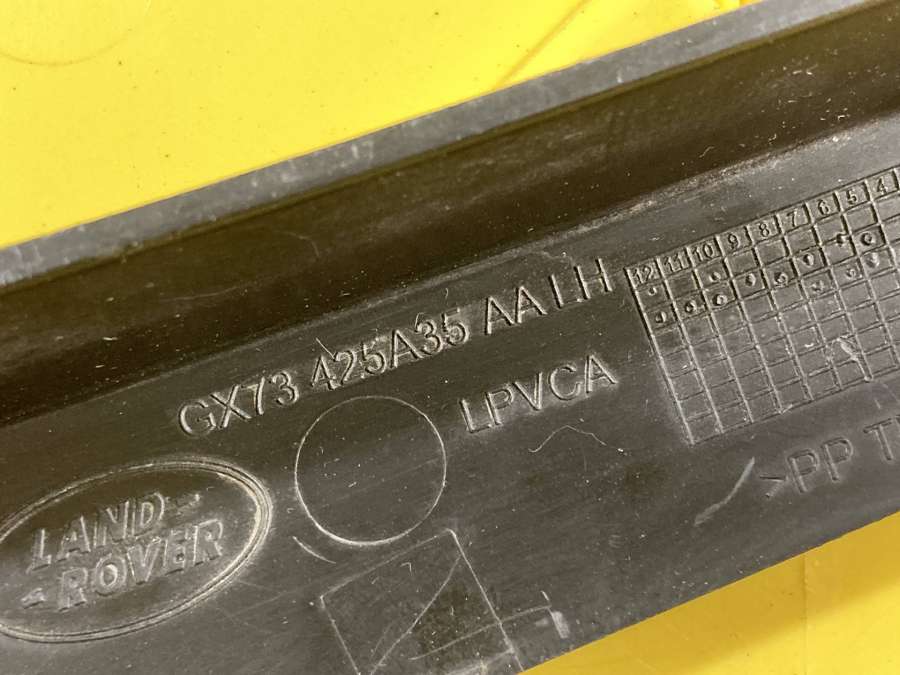 12 11 10 9 8 7 6 5 4
GX73 425A35 AA LH
LPVCA
>PP
LAND
ROVER